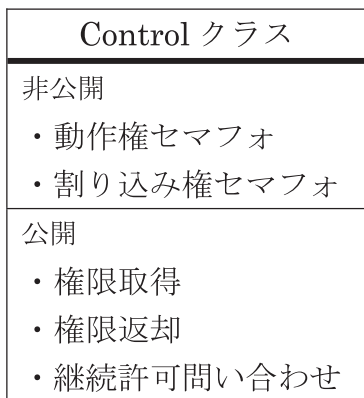 Control クラス
非公開
・動作権セマフォ
・割り込み権セマフォ
公開
・権限取得
・権限返却
・継続許可問い合わせ